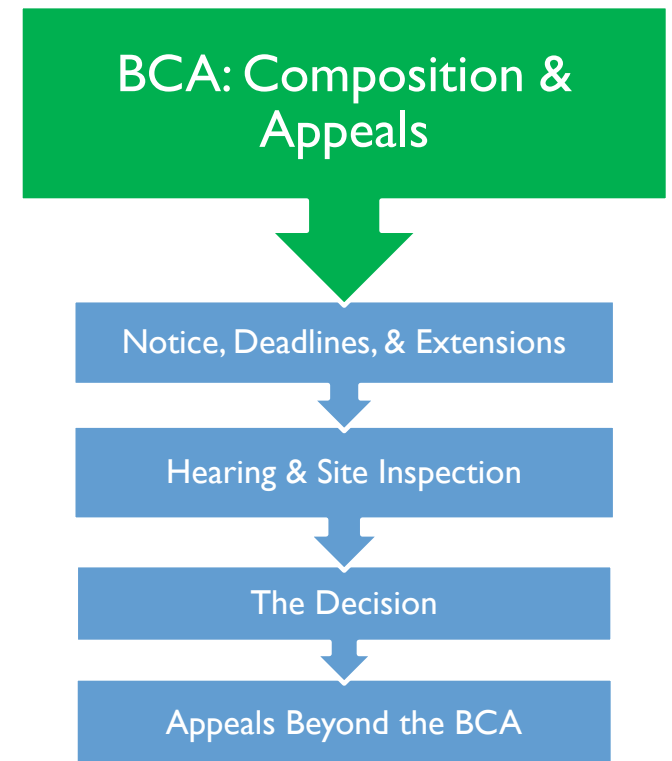 BCA: Composition &
Appeals
Notice, Deadlines, & Extensions
Hearing & Site Inspection
The Decision
Appeals Beyond the BCA